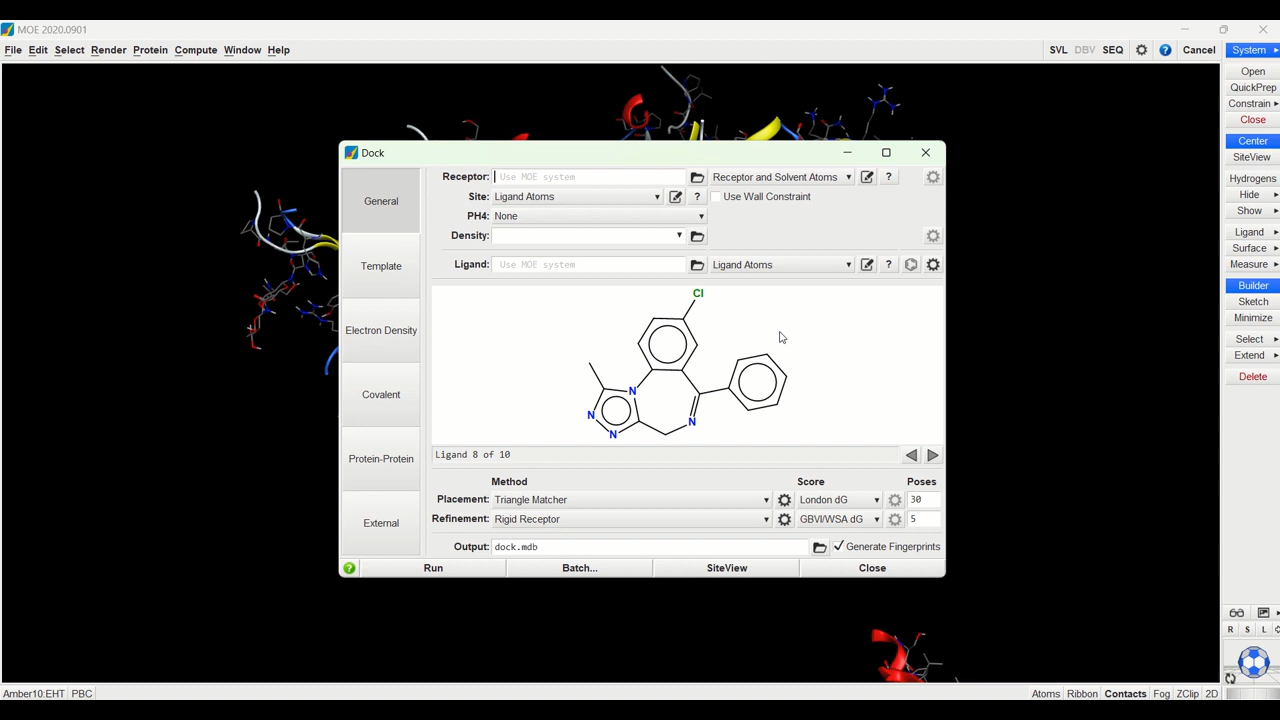 MOE 2020.0901
File Edit Select Render Protein Compute Window Help
SVL DBV SEQ ? Cancel
System
Open
QuickPrep
Constrain
Close
Center
SiteView
Hydrogens
Hide
Show
Ligand
Surface
Measure
Builder
Sketch
Minimize
Select
Extend
Delete
R S L
Dock
General
Template
Electron Density
Covalent
Protein-Protein
External
Receptor: Use MOE system Receptor and Solvent Atoms ?
Site: Ligand Atoms ? Use Wall Constraint
PH4: None
Density:
Ligand: Use MOE system Ligand Atoms ?
Cl
N
N
N
N
Ligand 8 of 10
Method Score Poses
Placement: Triangle Matcher London dG 30
Refinement: Rigid Receptor GBVI/WSA dG 5
Output: dock.mdb Generate Fingerprints
? Run Batch... SiteView Close
Amber10:EHT PBC
Atoms Ribbon Contacts Fog ZClip 2D